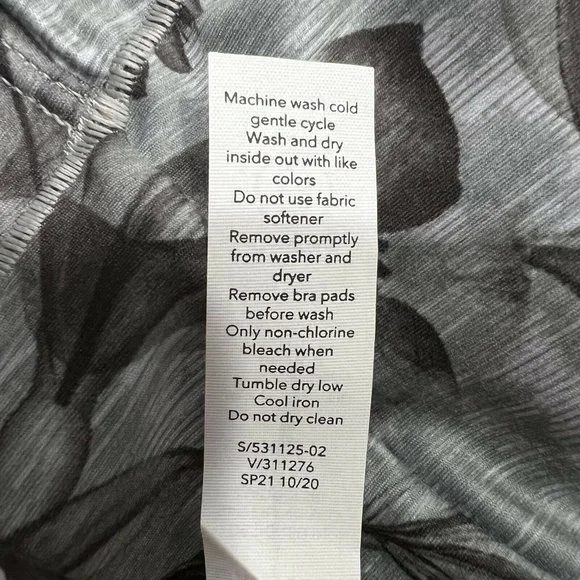 Machine wash cold
gentle cycle
Wash and dry
inside out with like
colors
Do not use fabric
softener
Remove promptly
from washer and
dryer
Remove bra pads
before wash
Only non-chlorine
bleach when
needed
Tumble dry low
Cool iron
Do not dry clean
S/531125-02
V/311276
SP21 10/20